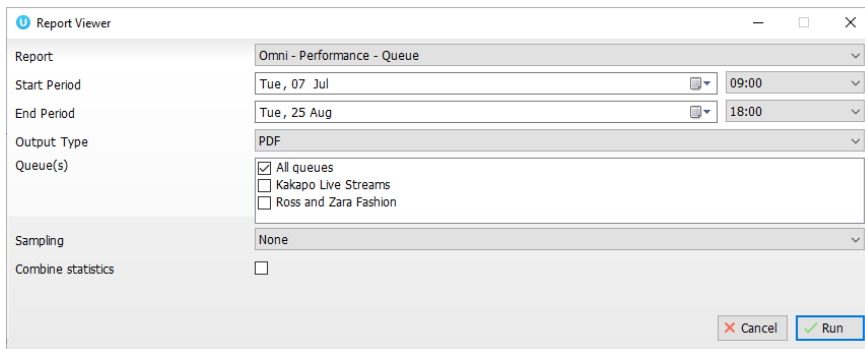 Report Viewer
Report Omni - Performance - Queue
Start Period Tue, 07 Jul 09:00
End Period Tue, 25 Aug 18:00
Output Type PDF
Queue(s) All queues
Kakapo Live Streams
Ross and Zara Fashion
Sampling None
Combine statistics
Cancel Run